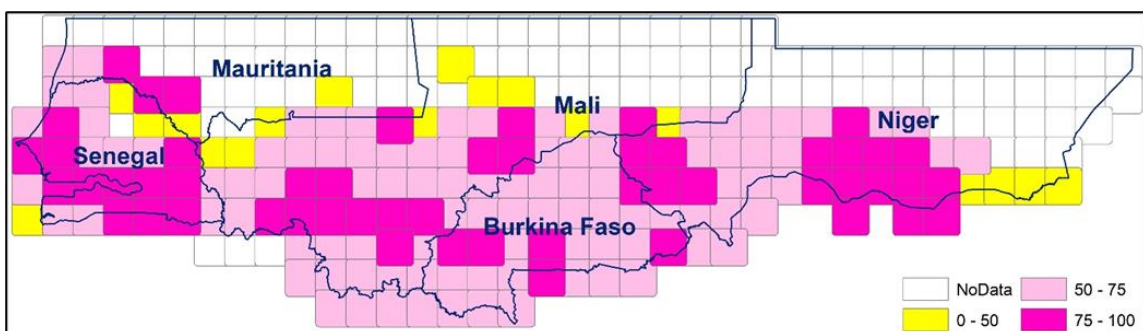 Mauritania
Mali
Niger
Senegal
Burkina Faso
NoData
50 - 75
0 - 50
75 - 100